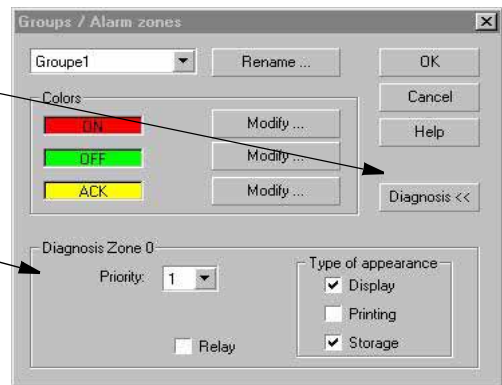 Groups / Alarm zones
Groupe1
Rename ...
OK
Colors
Cancel
ON
Modify ...
Help
OFF
Modify ...
ACK
Modify ...
Diagnosis <<
Diagnosis Zone 0
Priority:
1
Type of appearance
Display
Printing
Relay
Storage